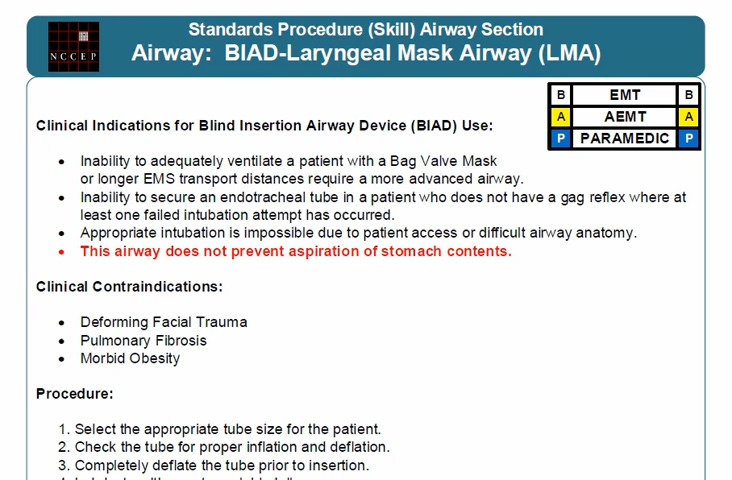 Standards Procedure (Skill) Airway Section
NCCEP
Airway: BIAD-Laryngeal Mask Airway (LMA)
B EMT B
A AEMT A
P PARAMEDIC P
Clinical Indications for Blind Insertion Airway Device (BIAD) Use:
• Inability to adequately ventilate a patient with a Bag Valve Mask
or longer EMS transport distances require a more advanced airway.
• Inability to secure an endotracheal tube in a patient who does not have a gag reflex where at
least one failed intubation attempt has occurred.
• Appropriate intubation is impossible due to patient access or difficult airway anatomy.
• This airway does not prevent aspiration of stomach contents.
Clinical Contraindications:
• Deforming Facial Trauma
• Pulmonary Fibrosis
• Morbid Obesity
Procedure:
1. Select the appropriate tube size for the patient.
2. Check the tube for proper inflation and deflation.
3. Completely deflate the tube prior to insertion.